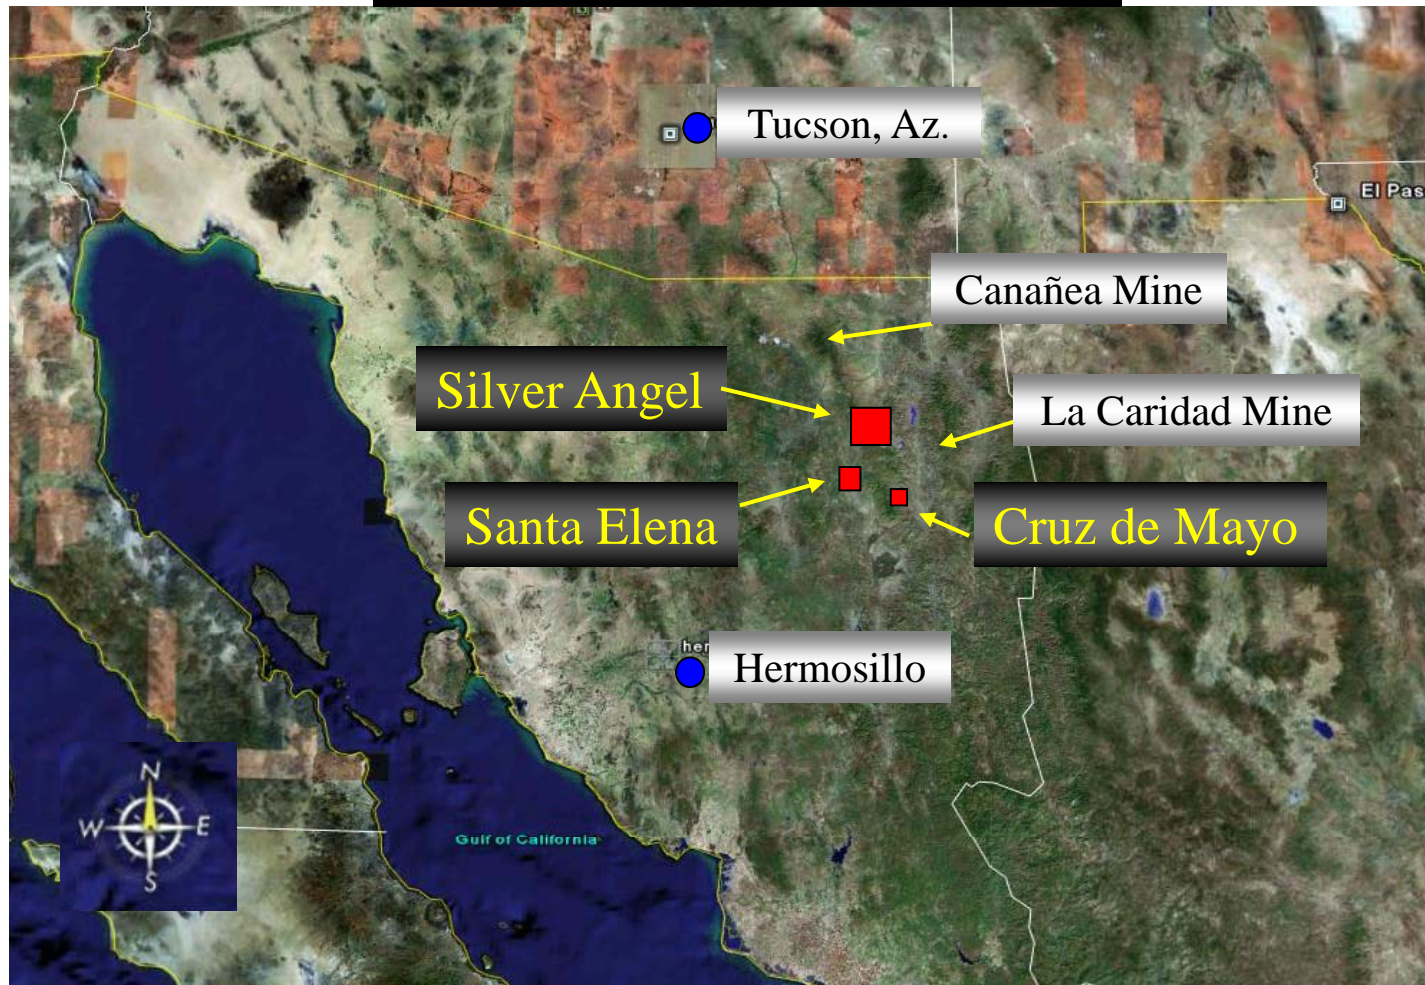 Tucson, Az.
El Pas
Canañea Mine
Silver Angel
La Caridad Mine
Santa Elena
Cruz de Mayo
her
Hermosillo
N
W E
S
Gulf of California